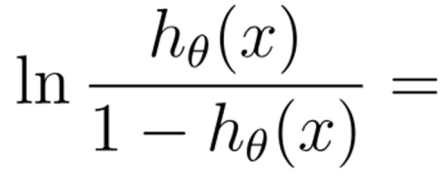 ln h_θ(x) / (1 − h_θ(x)) =